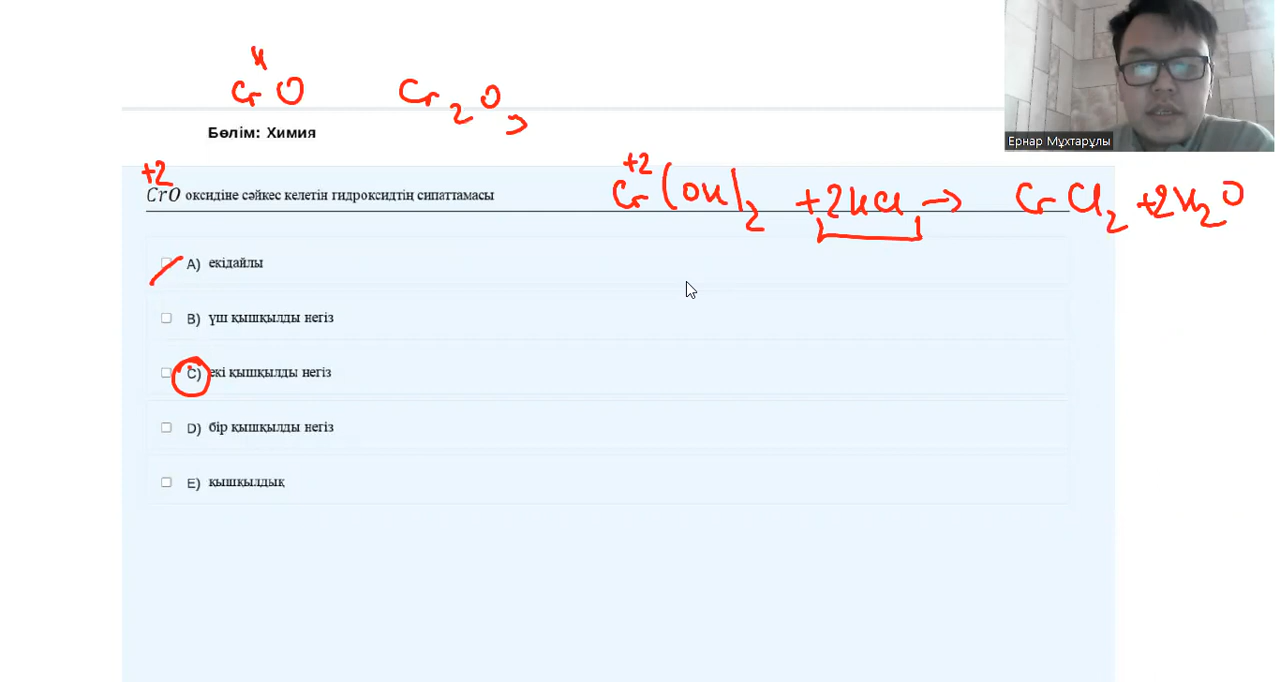 Cr O Cr2O3
Бөлім: Химия
Ернар Мұхтарұлы
+2 +2
CrO оксидіне сәйкес келетін гидроксидтің сипаттамасы Cr(OH)2 +2HCl → CrCl2 +2H2O
A) екідайлы
B) үш қышқылды негіз
C) екі қышқылды негіз
D) бір қышқылды негіз
E) қышқылдық